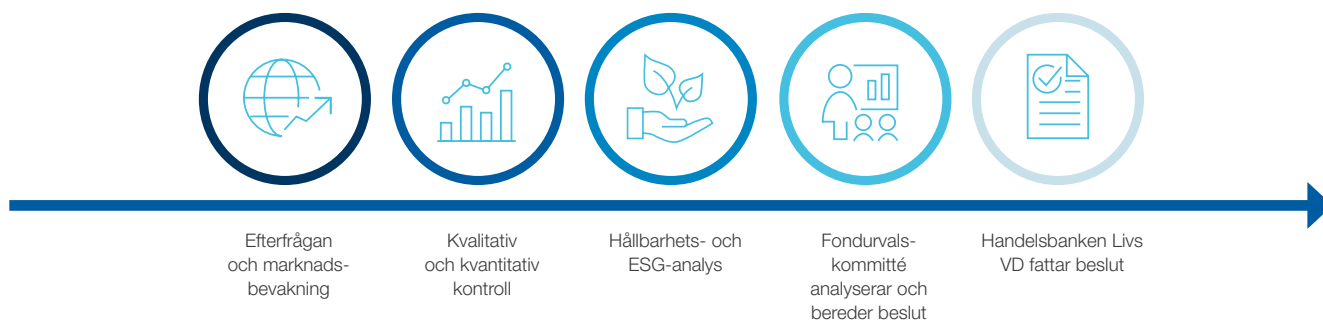 Efterfrågan
och marknads-
bevakning
Kvalitativ
och kvantitativ
kontroll
Hållbarhets- och
ESG-analys
Fondurvals-
kommitté
analyserar och
bereder beslut
Handelsbanken Livs
VD fattar beslut